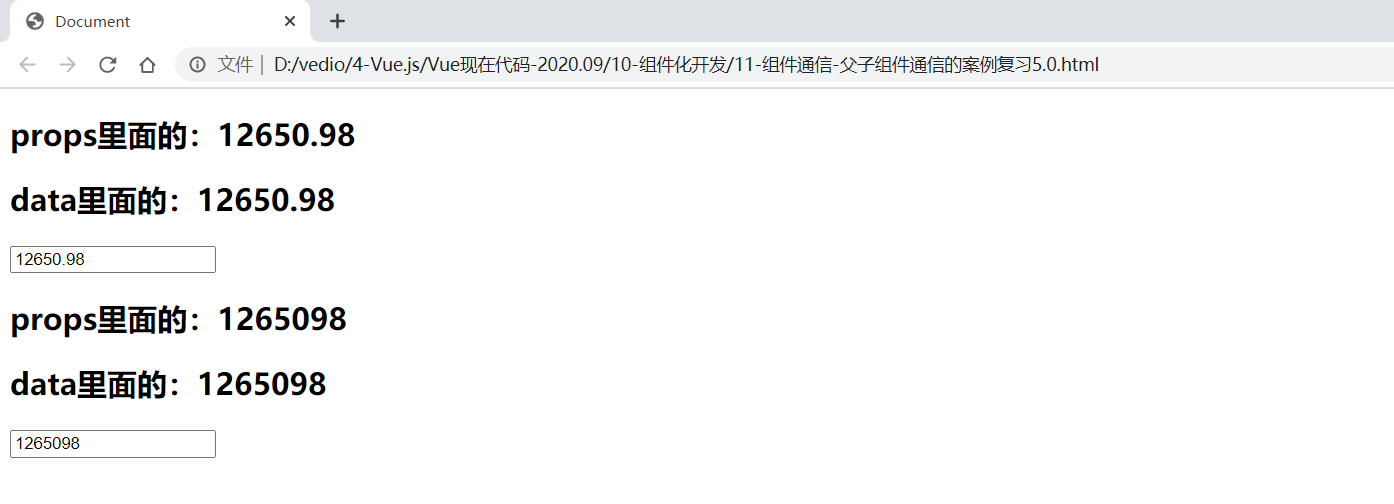 Document
文件 | D:/vedio/4-Vue.js/Vue现在代码-2020.09/10-组件化开发/11-组件通信-父子组件通信的案例复习5.0.html
props里面的：12650.98
data里面的：12650.98
12650.98
props里面的：1265098
data里面的：1265098
1265098